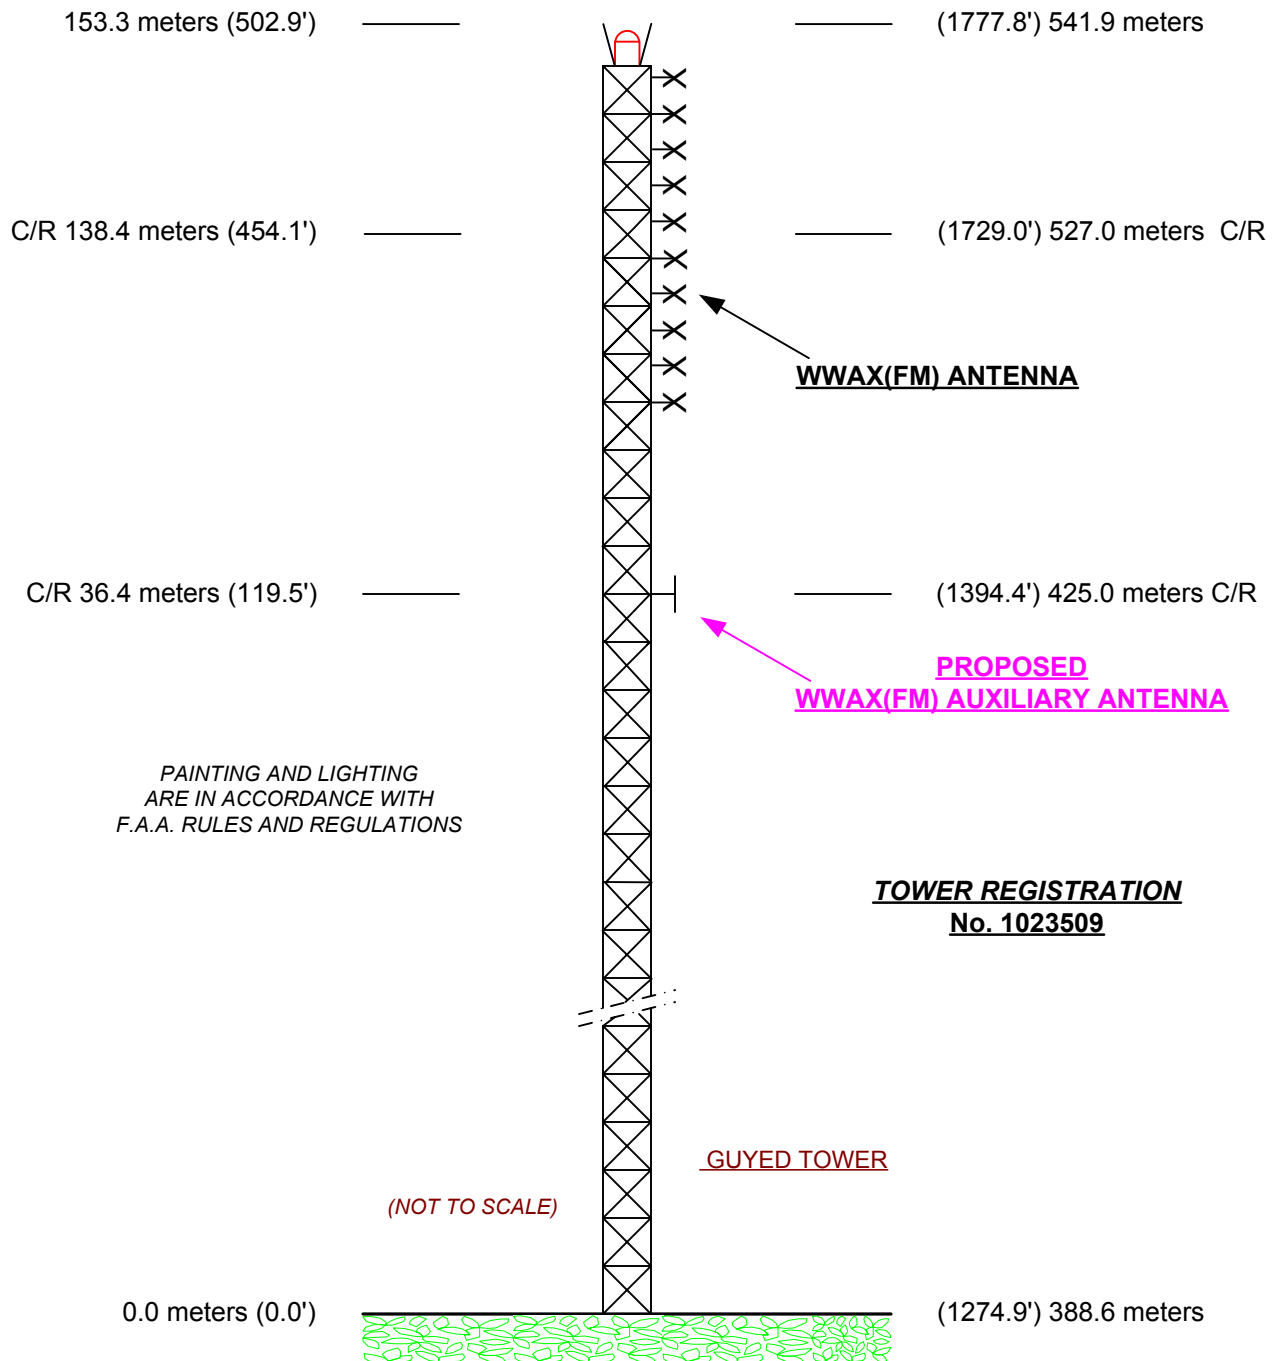 153.3 meters (502.9')
(1777.8') 541.9 meters
C/R 138.4 meters (454.1')
(1729.0') 527.0 meters C/R
WWAX(FM) ANTENNA
C/R 36.4 meters (119.5')
(1394.4') 425.0 meters C/R
PROPOSED
WWAX(FM) AUXILIARY ANTENNA
PAINTING AND LIGHTING
ARE IN ACCORDANCE WITH
F.A.A. RULES AND REGULATIONS
TOWER REGISTRATION
No. 1023509
GUYED TOWER
(NOT TO SCALE)
0.0 meters (0.0')
(1274.9') 388.6 meters